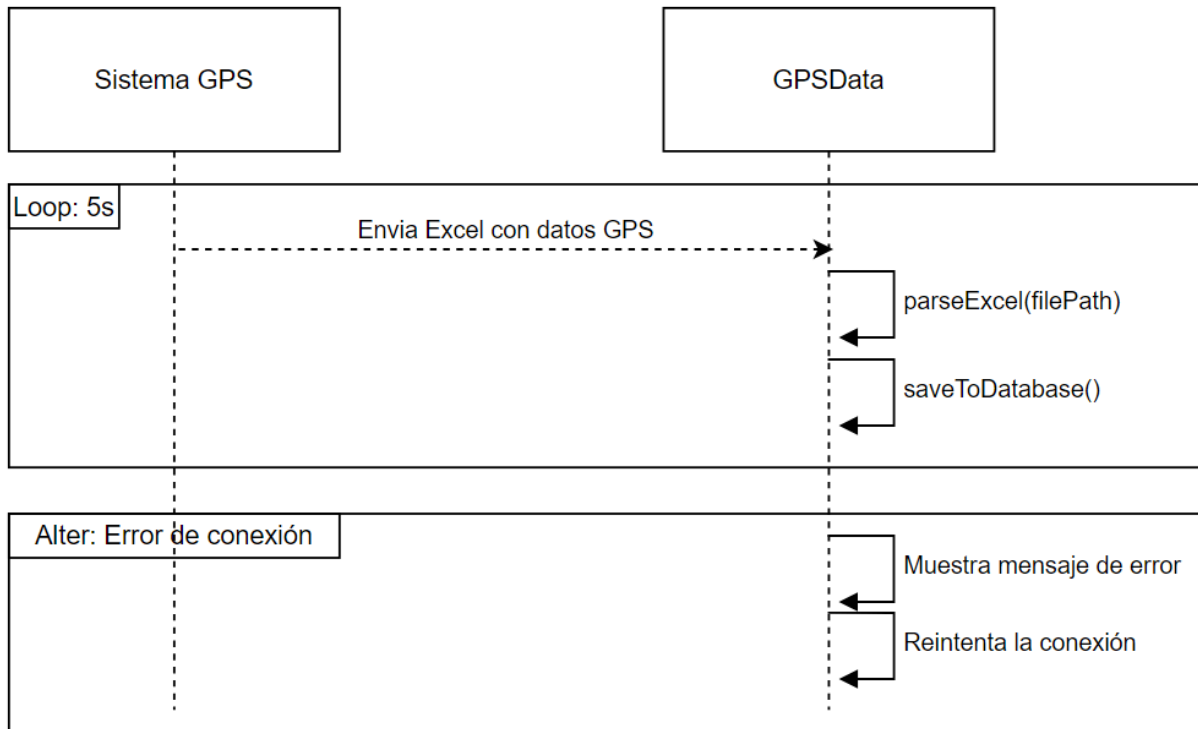 Sistema GPS
GPSData
Loop: 5s
Envia Excel con datos GPS
parseExcel(filePath)
saveToDatabase()
Alter: Error de conexión
Muestra mensaje de error
Reintenta la conexión